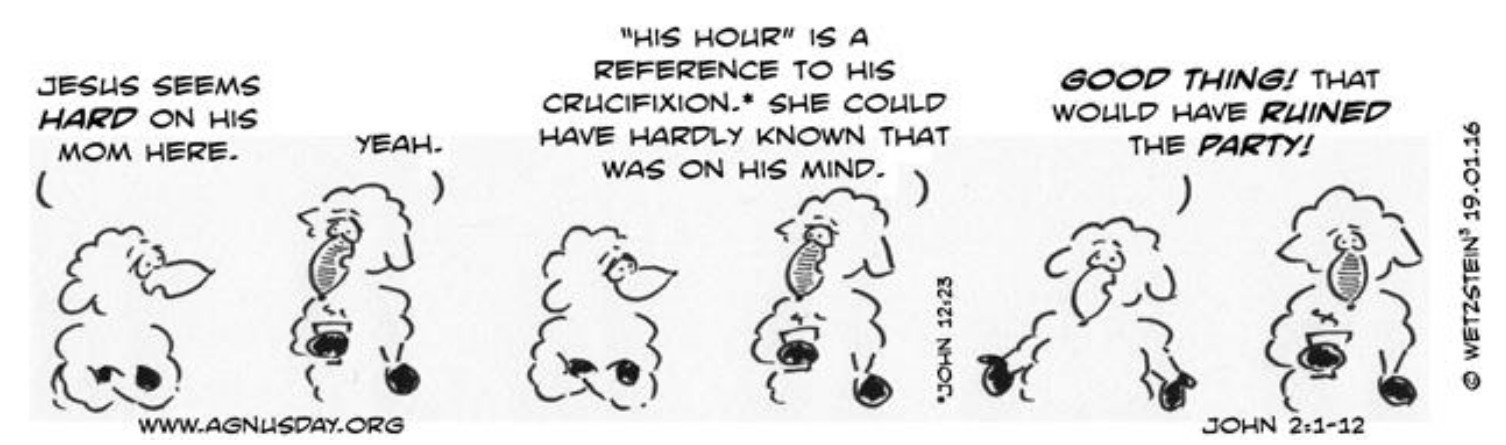 JESUS SEEMS
HARD ON HIS
MOM HERE.
YEAH.
"HIS HOUR" IS A
REFERENCE TO HIS
CRUCIFIXION.* SHE COULD
HAVE HARDLY KNOWN THAT
WAS ON HIS MIND.
*JOHN 12:23
GOOD THING! THAT
WOULD HAVE RUINED
THE PARTY!
© WETZSTEIN³ 19.01.16
WWW.AGNUSDAY.ORG
JOHN 2:1-12